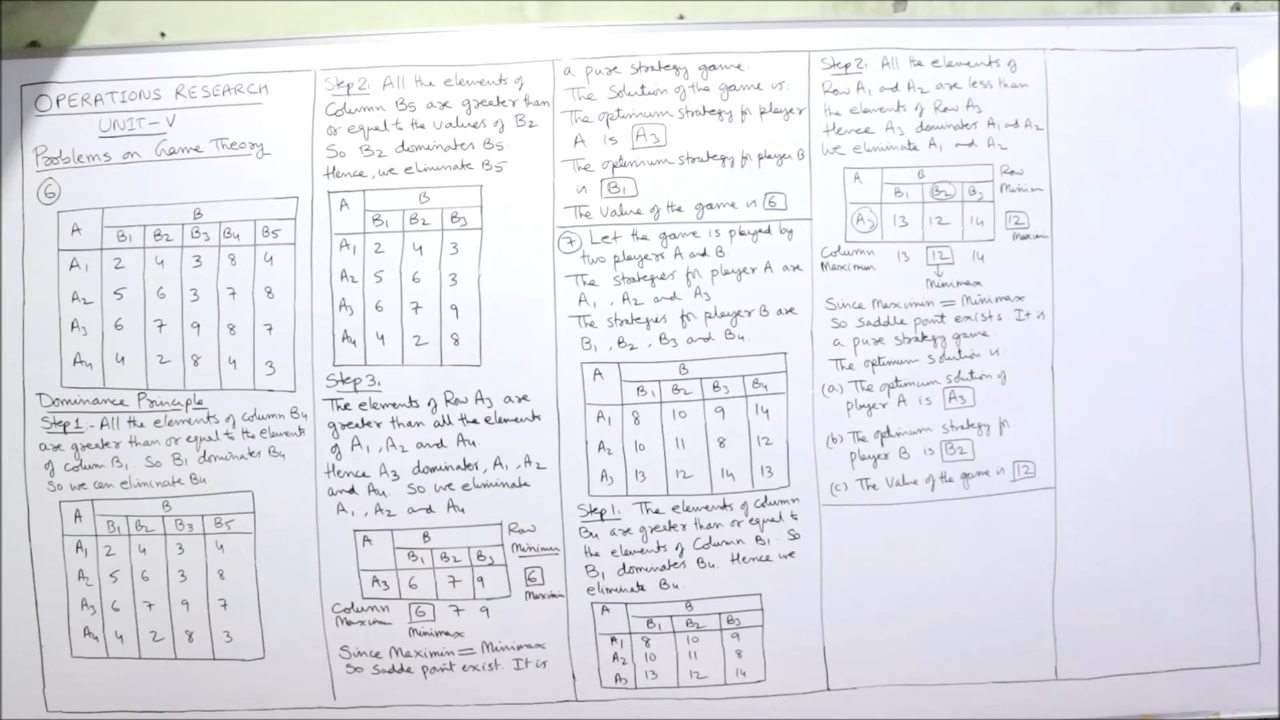 OPERATIONS RESEARCH
UNIT-V
Problems on Game Theory
6
A B
B1 B2 B3 B4 B5
A1 2 4 3 8 4
A2 5 6 3 7 8
A3 6 7 9 8 7
A4 4 2 8 4 3
Dominance Principle
Step 1:- All the elements of column B4
are greater than or equal to the elements
of colum B1. So B1 dominates B4
So we can eliminate B4
A B
B1 B2 B3 B5
A1 2 4 3 4
A2 5 6 3 8
A3 6 7 9 7
A4 4 2 8 3
Step 2: All the elements of
Column B5 are greater than
or equal to the values of B2
So B2 dominates B5.
Hence, we eliminate B5
A B
B1 B2 B3
A1 2 4 3
A2 5 6 3
A3 6 7 9
A4 4 2 8
Step 3.
The elements of Row A3 are
greater than all the elements
of A1, A2 and A4.
Hence A3 dominates, A1, A2
and A4. So we eliminate
A1, A2 and A4
A B Row
B1 B2 B3 Minimum
A3 6 7 9 6
Maximin
Column 6 7 9
Maximum
Minimax
Since Maximin = Minimax
So sadde point exist. It is
a pure strategy game.
The Solution of the game is:
The optimum strategy for player
A is A3
The optimum strategy for player B
is B1
The Value of the game is 6
7 Let the game is played by
two players A and B.
The strategies for player A are
A1, A2 and A3
The strategies for player B are
B1, B2, B3 and B4.
A B
B1 B2 B3 B4
A1 8 10 9 14
A2 10 11 8 12
A3 13 12 14 13
Step 1. The elements of column
B4 are greater than or equal to
the elements of Column B1. So
B1 dominates B4. Hence we
eliminate B4.
A B
B1 B2 B3
A1 8 10 9
A2 10 11 8
A3 13 12 14
Step 2. All the elements of
Row A1 and A2 are less than
the elements of Row A3
Hence A3 dominates A1 and A2
We eliminate A1 and A2
A B Row
B1 B2 B3 Minimum
A3 13 12 14 12
Maximin
Column 13 12 14
Maximum
Minimax
Since Maximin = Minimax
So saddle point exists. It is
a pure strategy game.
The optimum solution is:
(a) The optimum solution of
player A is A3
(b) The optimum strategy for
player B is B2
(c) The Value of the game is 12